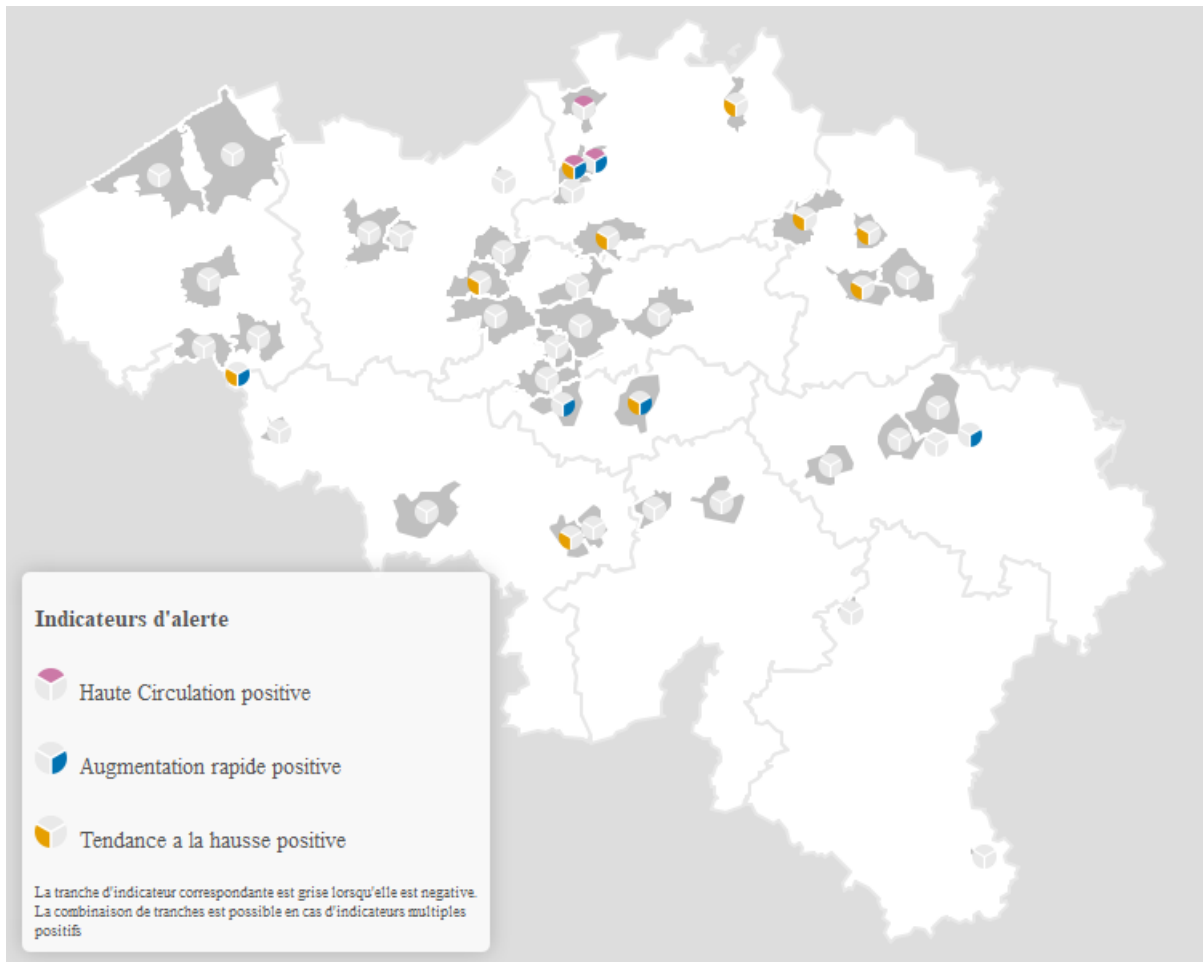 Indicateurs d'alerte
Haute Circulation positive
Augmentation rapide positive
Tendance a la hausse positive
La tranche d'indicateur correspondante est grise lorsqu'elle est negative.
La combinaison de tranches est possible en cas d'indicateurs multiples
positifs